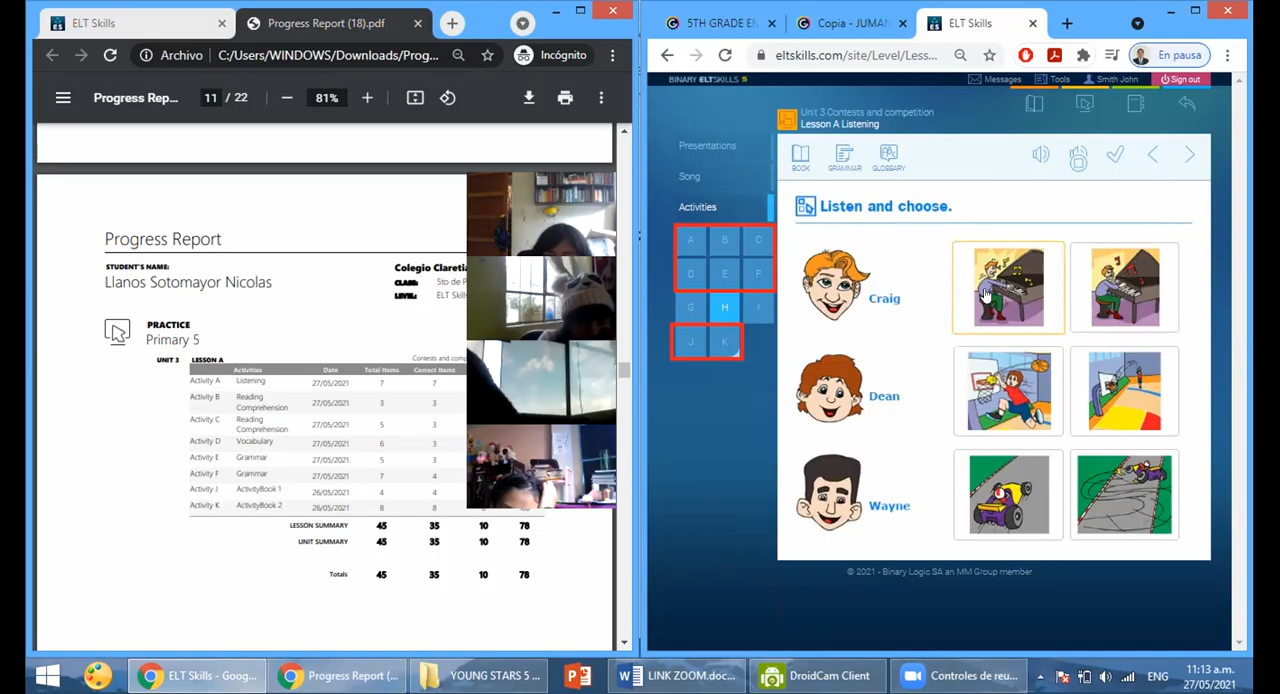 ELT Skills
Progress Report (18).pdf
Archivo
C:/Users/WINDOWS/Downloads/Prog...
Incógnito
Progress Rep...
11 / 22
81%
Progress Report
STUDENT'S NAME:
Llanos Sotomayor Nicolas
Colegio Claretia
CLASS:
5to de P
LEVEL:
ELT Skills
PRACTICE
Primary 5
UNIT 3 LESSON A
Contests and comp
Activities Date Total Items Correct Items
Activity A Listening 27/05/2021 7 7
Activity B Reading Comprehension 27/05/2021 3 3
Activity C Reading Comprehension 27/05/2021 5 3
Activity D Vocabulary 27/05/2021 6 3
Activity E Grammar 27/05/2021 5 3
Activity F Grammar 27/05/2021 7 4
Activity J ActivityBook 1 26/05/2021 4 4
Activity K ActivityBook 2 26/05/2021 8 8
LESSON SUMMARY 45 35 10 78
UNIT SUMMARY 45 35 10 78
Totals 45 35 10 78
5TH GRADE EN
Copia - JUMAN
ELT Skills
eltskills.com/site/Level/Less...
En pausa
BINARY ELTSKILLS 5
Messages
Tools
Smith John
Sign out
Unit 3 Contests and competition
Lesson A Listening
Presentations
Song
Activities
A B C
D E F
G H I
J K
BOOK
GRAMMAR
GLOSSARY
Listen and choose.
Craig
Dean
Wayne
© 2021 - Binary Logic SA an MM Group member
ELT Skills - Goog...
Progress Report (...
YOUNG STARS 5 ...
LINK ZOOM.doc...
DroidCam Client
Controles de reu...
ENG
11:13 a.m.
27/05/2021